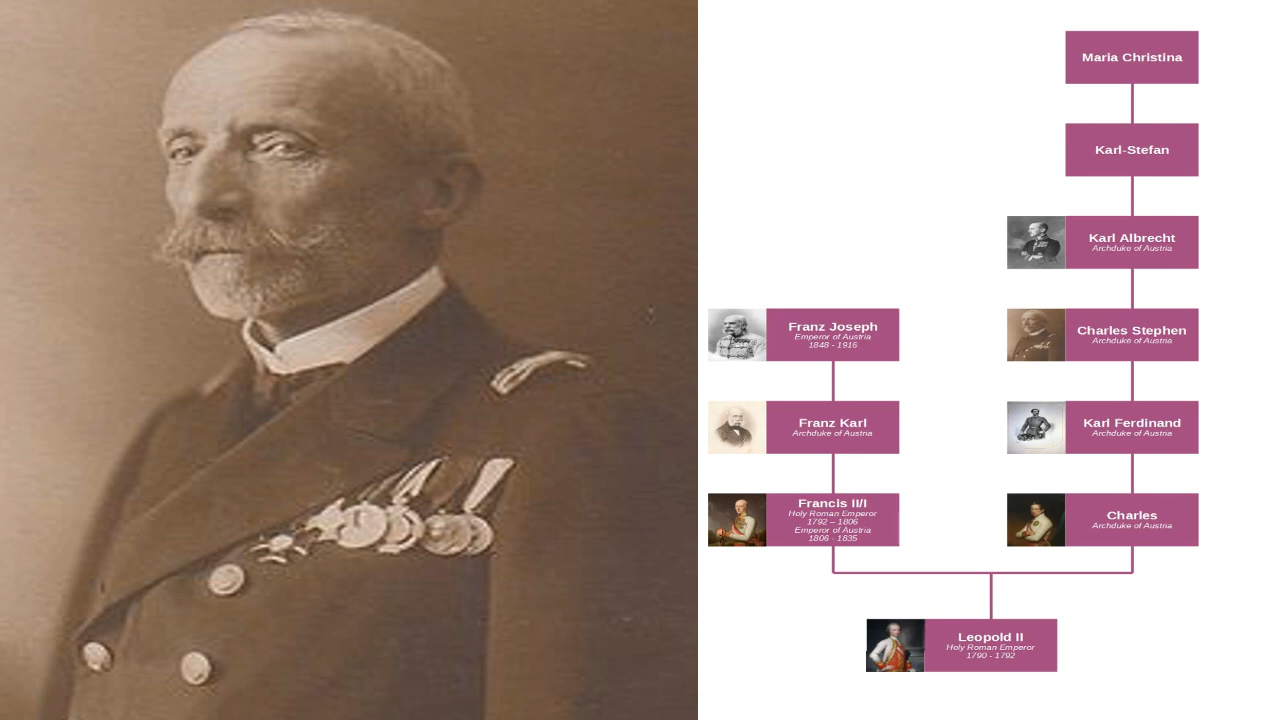 Maria Christina
Karl-Stefan
Karl Albrecht
Archduke of Austria
Franz Joseph
Emperor of Austria
1848 - 1916
Charles Stephen
Archduke of Austria
Franz Karl
Archduke of Austria
Karl Ferdinand
Archduke of Austria
Francis II/I
Holy Roman Emperor
1792 – 1806
Emperor of Austria
1806 - 1835
Charles
Archduke of Austria
Leopold II
Holy Roman Emperor
1790 - 1792